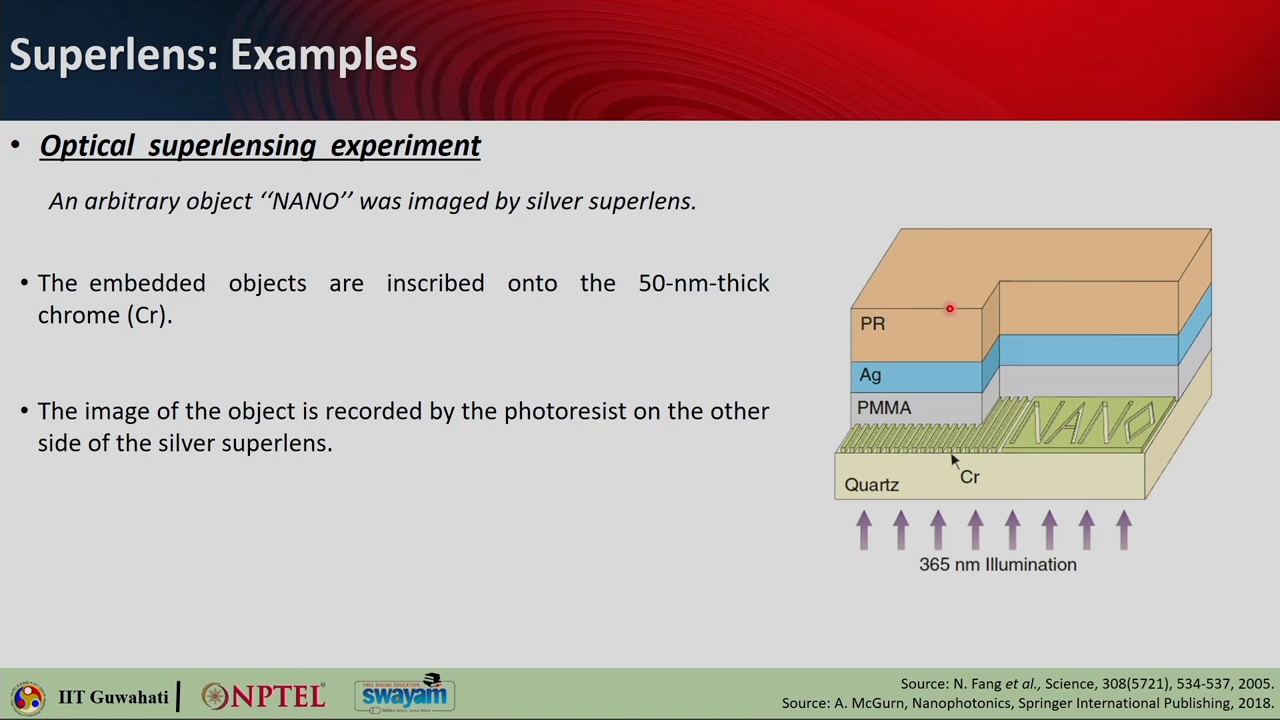 Superlens: Examples
• Optical superlensing experiment
An arbitrary object ‘‘NANO’’ was imaged by silver superlens.
• The embedded objects are inscribed onto the 50-nm-thick
chrome (Cr).
• The image of the object is recorded by the photoresist on the other
side of the silver superlens.
PR
Ag
PMMA
NANO
Cr
Quartz
365 nm Illumination
IIT Guwahati
NPTEL
FREE ONLINE EDUCATION
swayam
Source: N. Fang et al., Science, 308(5721), 534-537, 2005.
Source: A. McGurn, Nanophotonics, Springer International Publishing, 2018.